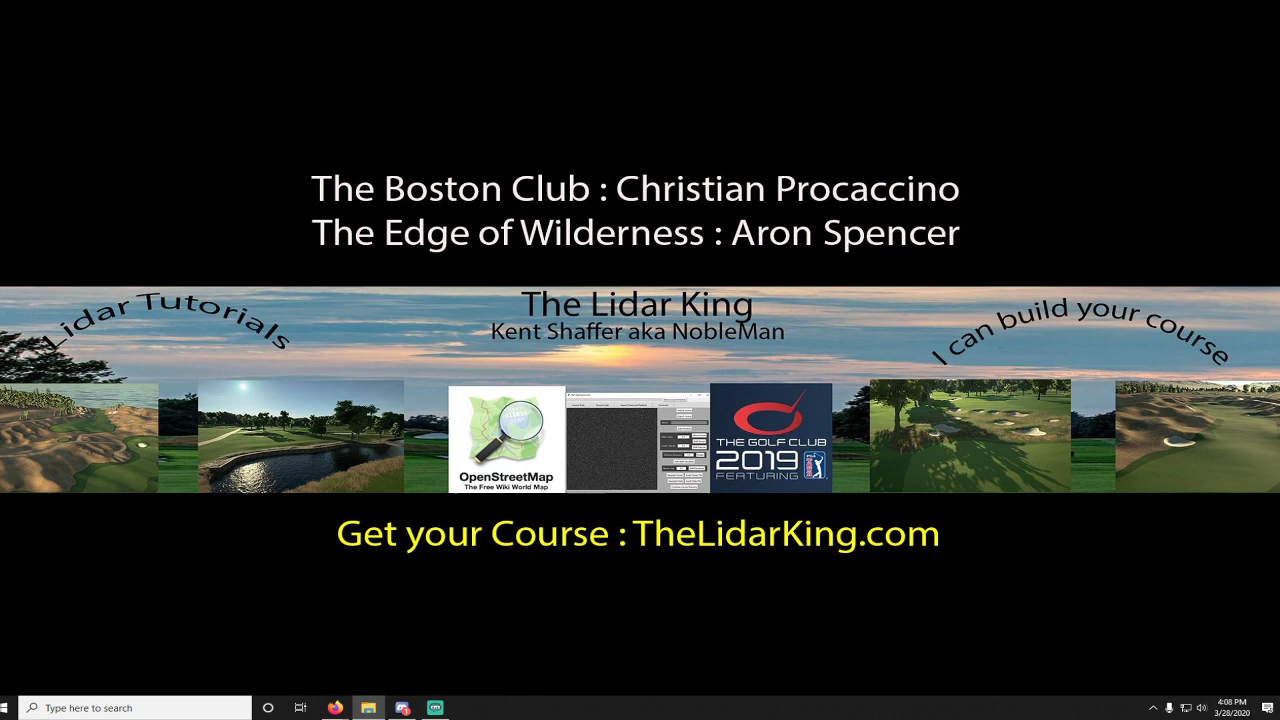 The Boston Club : Christian Procaccino
The Edge of Wilderness : Aron Spencer
Lidar Tutorials
The Lidar King
Kent Shaffer aka NobleMan
I can build your course
OpenStreetMap
The Free Wiki World Map
THE GOLF CLUB
2019
FEATURING
Get your Course : TheLidarKing.com
Type here to search
4:08 PM
3/28/2020